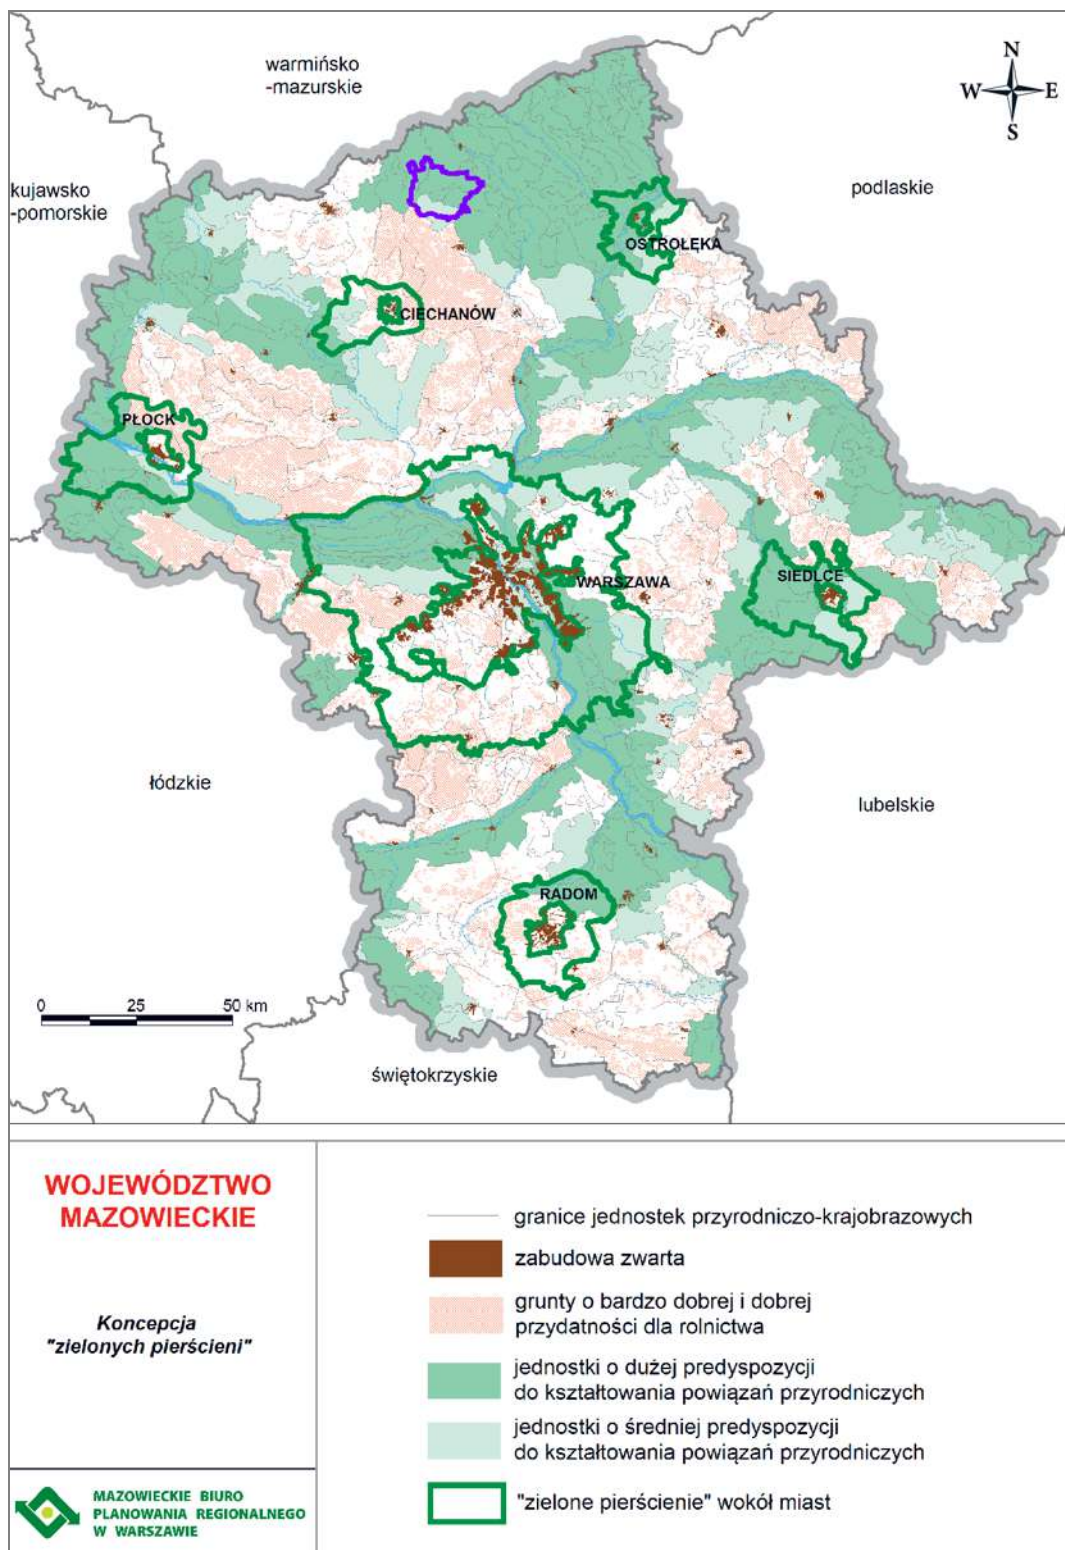 warmińsko
-mazurskie
N
W E
S
kujawsko
-pomorskie
podlaskie
OSTROŁĘKA
CIECHANÓW
PŁOCK
WARSZAWA
SIEDLCE
łódzkie
lubelskie
RADOM
0 25 50 km
świętokrzyskie
WOJEWÓDZTWO
MAZOWIECKIE
Koncepcja
"zielonych pierścieni"
MAZOWIECKIE BIURO
PLANOWANIA REGIONALNEGO
W WARSZAWIE
granice jednostek przyrodniczo-krajobrazowych
zabudowa zwarta
grunty o bardzo dobrej i dobrej
przydatności dla rolnictwa
jednostki o dużej predyspozycji
do kształtowania powiązań przyrodniczych
jednostki o średniej predyspozycji
do kształtowania powiązań przyrodniczych
"zielone pierścienie" wokół miast